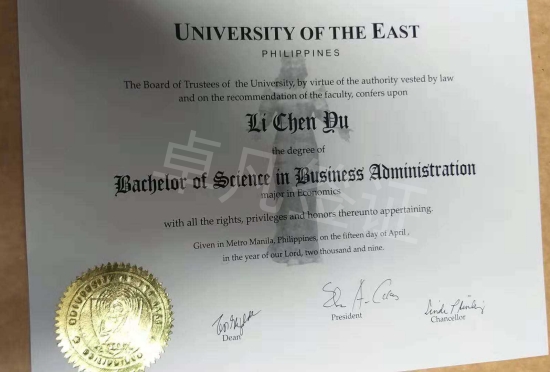 UNIVERSITY OF THE EAST
PHILIPPINES
The Board of Trustees of the University, by virtue of the authority vested by law
and on the recommendation of the faculty, confers upon
Li Chen Yu
the degree of
Bachelor of Science in Business Administration
major in Economics
with all the rights, privileges and honors thereunto appertaining.
Given in Metro Manila, Philippines, on the fifteen day of April,
in the year of our Lord, two thousand and nine.
Dean
President
Chancellor